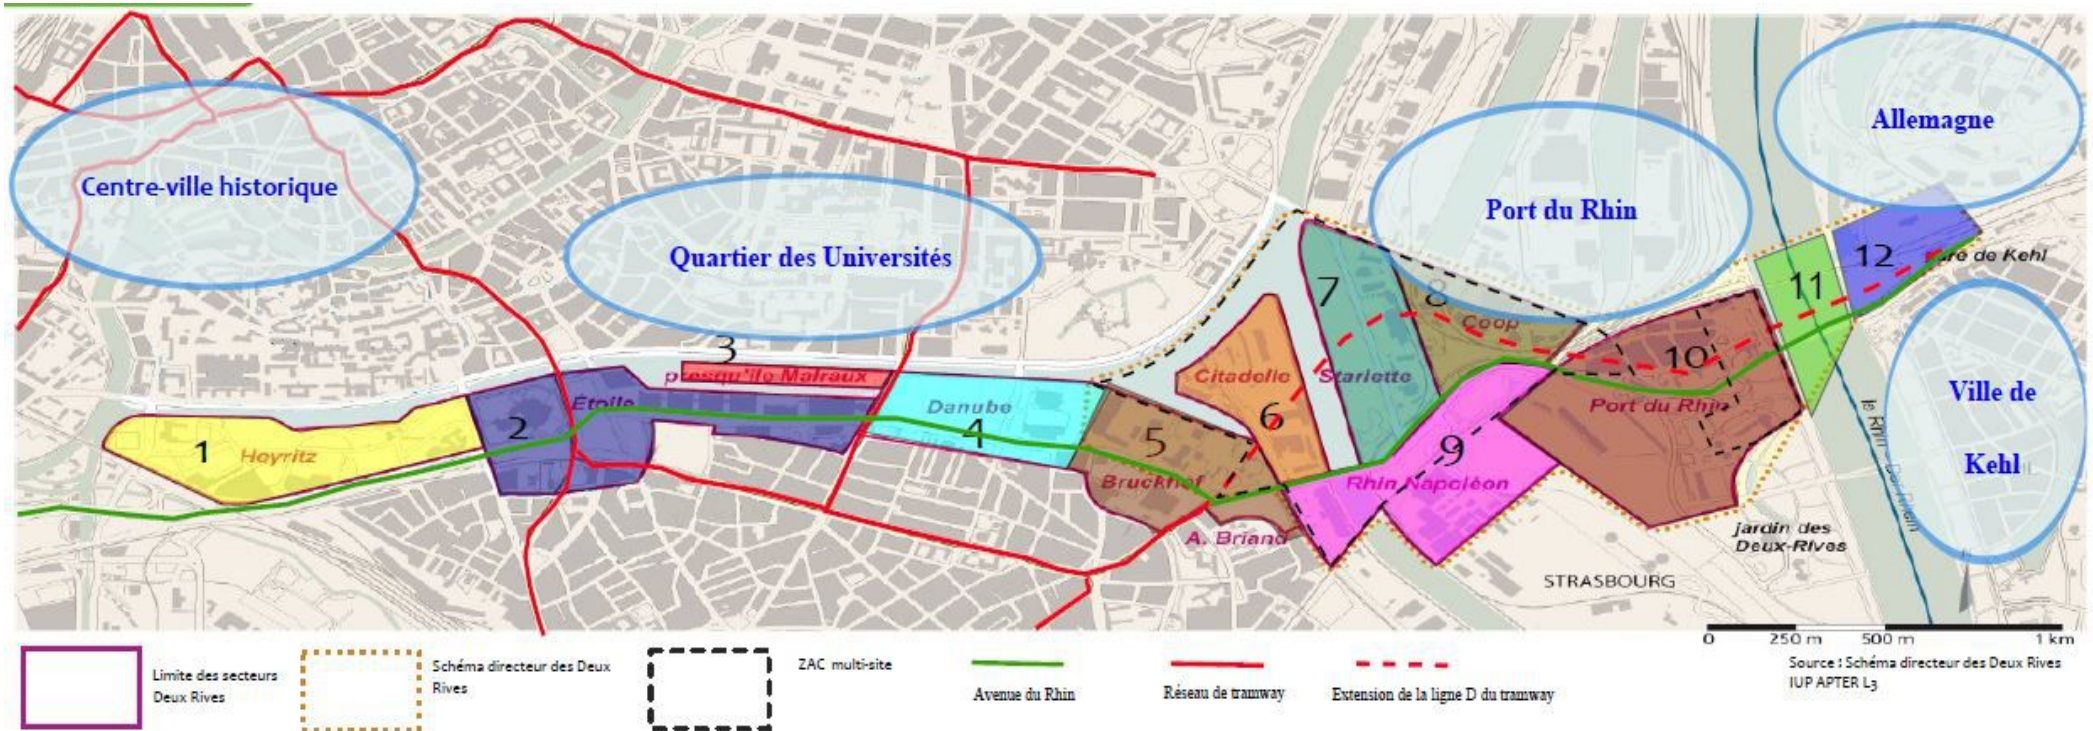 Centre-ville historique
Quartier des Universités
Port du Rhin
Allemagne
Ville de
Kehl
1
Heyritz
2
Étoile
3
presqu'île Malraux
4
Danube
5
Bruckhof
A. Briand
6
Citadelle
7
Starlette
8
Coop
9
Rhin Napoléon
10
Port du Rhin
11
12
are de Kehl
le Rhin - Der Rhein
Jardin des
Deux-Rives
STRASBOURG
0 250 m 500 m 1 km
Limite des secteurs
Deux Rives
Schéma directeur des Deux
Rives
ZAC multi-site
Avenue du Rhin
Réseau de tramway
Extension de la ligne D du tramway
Source : Schéma directeur des Deux Rives
IUP APTER L3